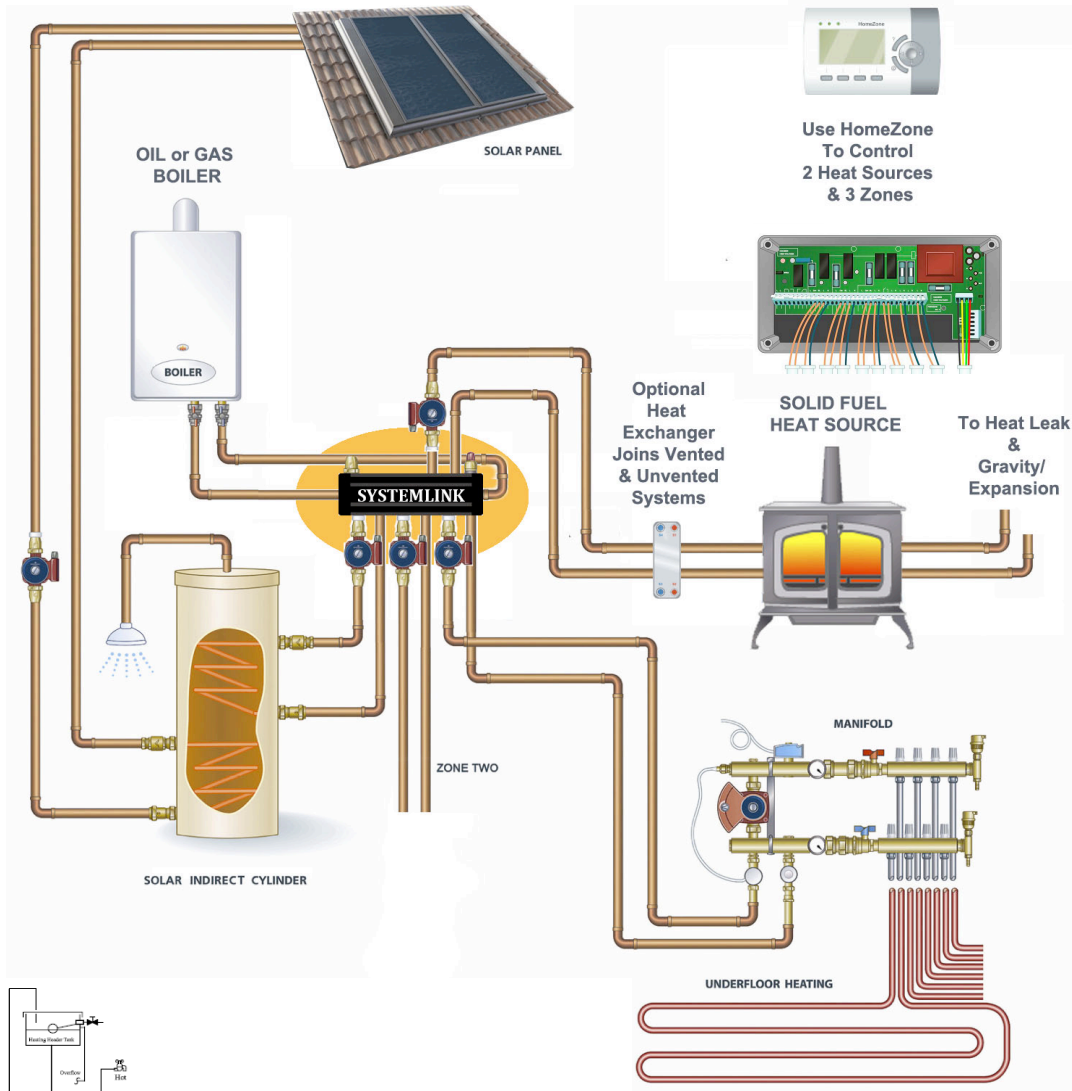 HomeZone
SOLAR PANEL
Use HomeZone
To Control
2 Heat Sources
& 3 Zones
OIL or GAS
BOILER
BOILER
Optional
Heat
Exchanger
Joins Vented
& Unvented
Systems
SOLID FUEL
HEAT SOURCE
To Heat Leak
&
Gravity/
Expansion
SYSTEMLINK
MANIFOLD
ZONE TWO
SOLAR INDIRECT CYLINDER
UNDERFLOOR HEATING
Heating Header Tank
Overflow
Hot